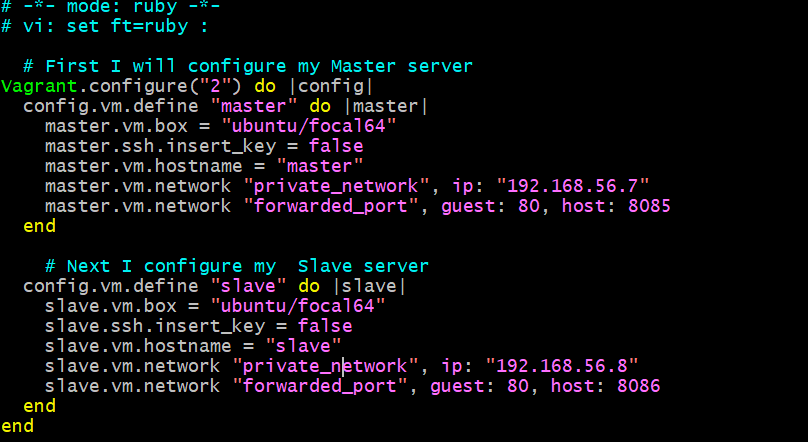 # -*- mode: ruby -*-
# vi: set ft=ruby :
# First I will configure my Master server
Vagrant.configure("2") do |config|
config.vm.define "master" do |master|
master.vm.box = "ubuntu/focal64"
master.ssh.insert_key = false
master.vm.hostname = "master"
master.vm.network "private_network", ip: "192.168.56.7"
master.vm.network "forwarded_port", guest: 80, host: 8085
end
# Next I configure my  Slave server
config.vm.define "slave" do |slave|
slave.vm.box = "ubuntu/focal64"
slave.ssh.insert_key = false
slave.vm.hostname = "slave"
slave.vm.network "private_network", ip: "192.168.56.8"
slave.vm.network "forwarded_port", guest: 80, host: 8086
end
end